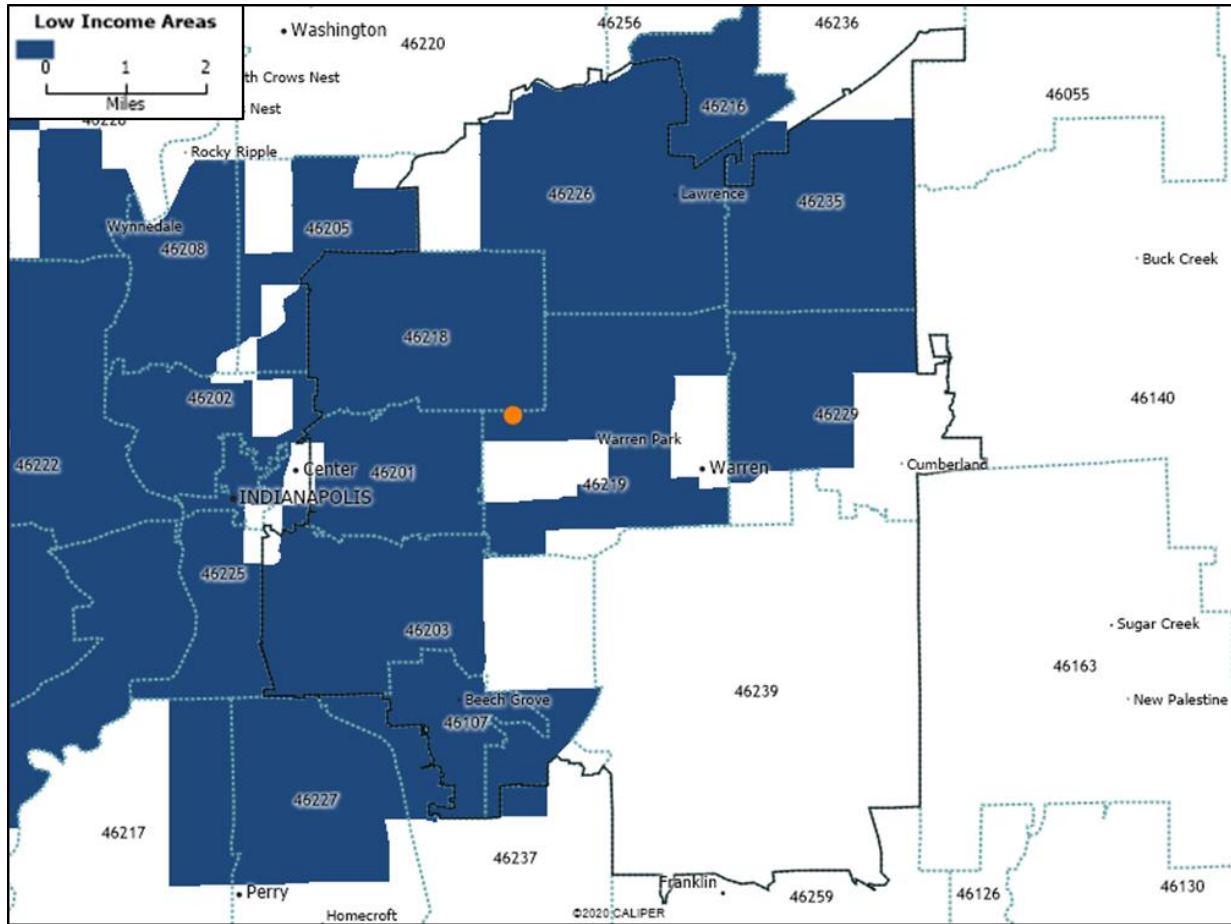 Low Income Areas
0 1 2
Miles
Washington
46220
46256
46236
th Crows Nest
s Nest
46228
Rocky Ripple
46216
46055
Wynnedale
46208
46205
46226
Lawrence
46235
Buck Creek
46218
46202
46229
46140
46222
Center
46201
Warren Park
Warren
Cumberland
INDIANAPOLIS
46219
46225
46203
Sugar Creek
46163
46239
New Palestine
Beech Grove
46107
46227
46217
46237
Perry
Franklin
46259
46126
46130
Homecroft
©2020 CALIPER